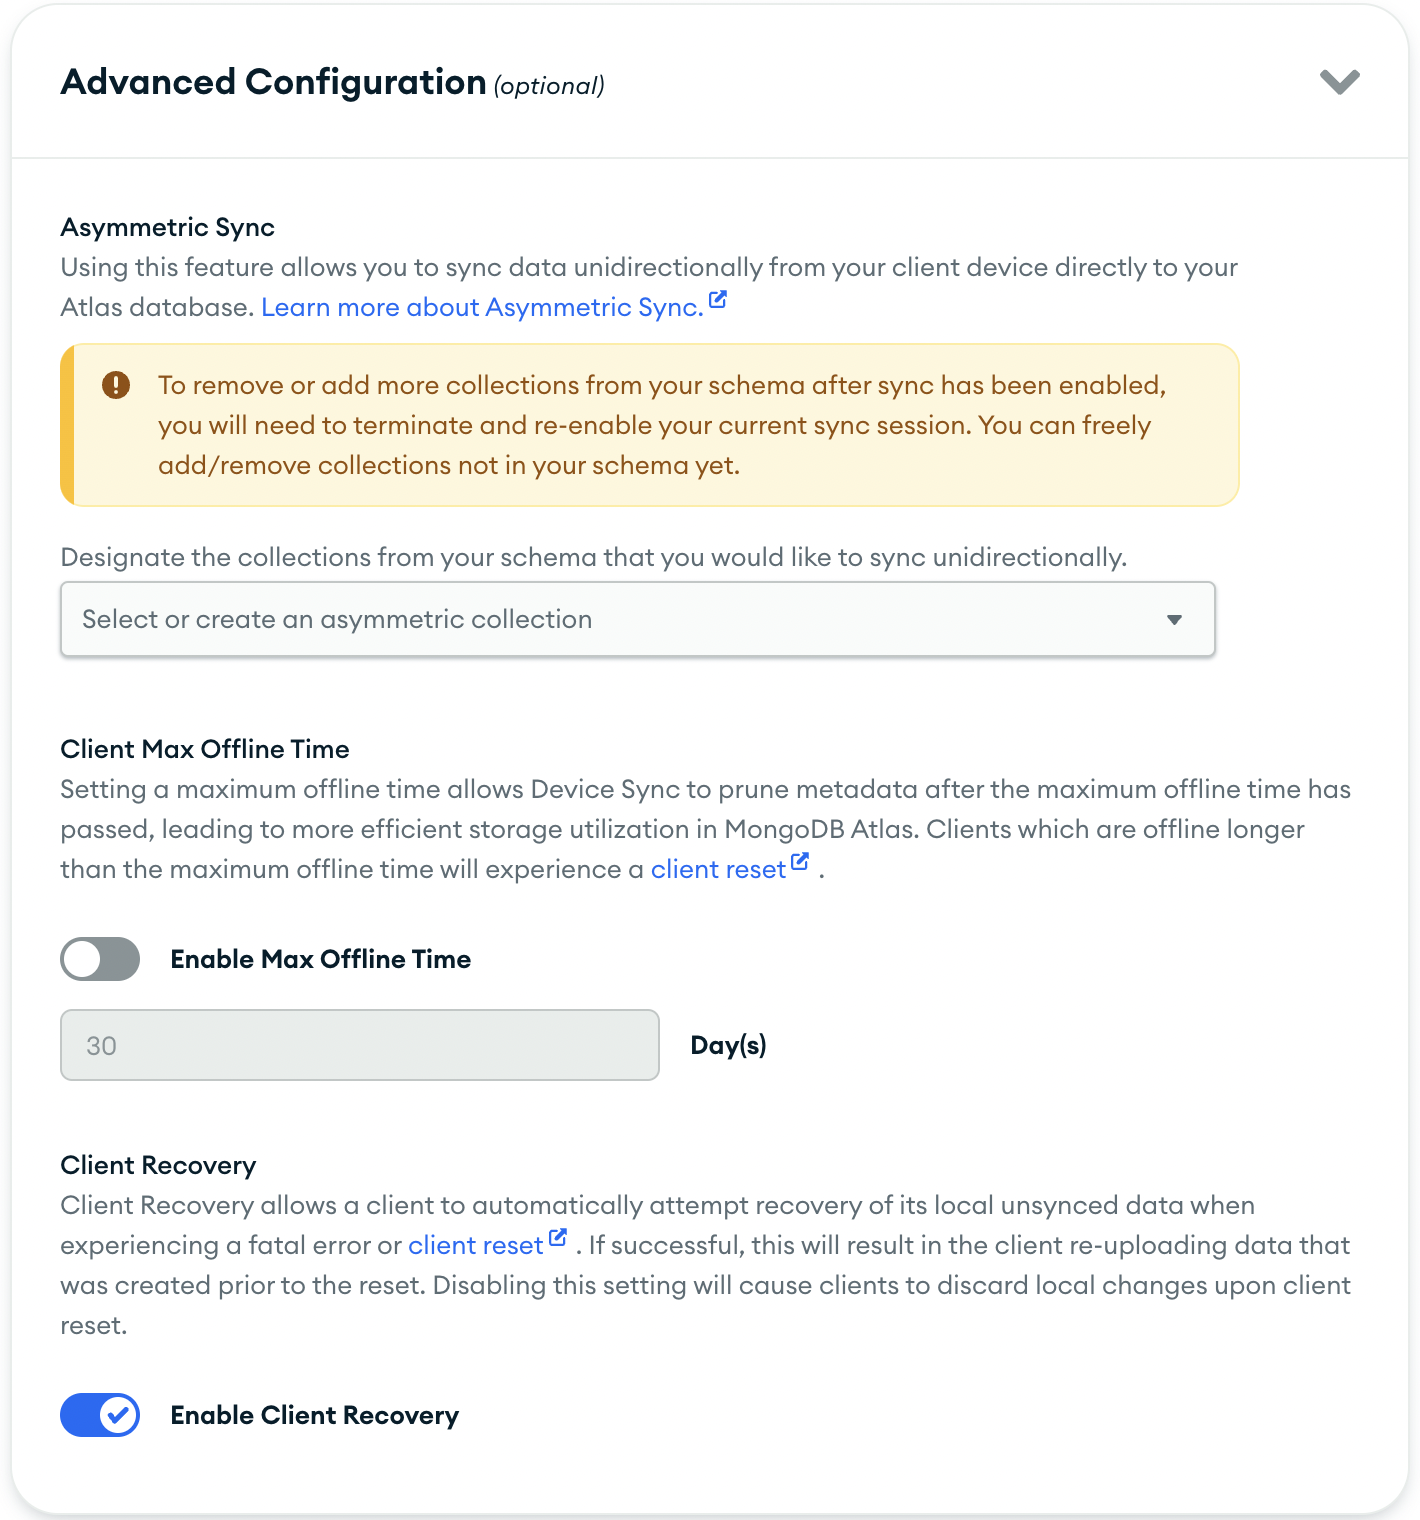 Advanced Configuration (optional)
Asymmetric Sync
Using this feature allows you to sync data unidirectionally from your client device directly to your
Atlas database. Learn more about Asymmetric Sync.
To remove or add more collections from your schema after sync has been enabled,
you will need to terminate and re-enable your current sync session. You can freely
add/remove collections not in your schema yet.
Designate the collections from your schema that you would like to sync unidirectionally.
Select or create an asymmetric collection
Client Max Offline Time
Setting a maximum offline time allows Device Sync to prune metadata after the maximum offline time has
passed, leading to more efficient storage utilization in MongoDB Atlas. Clients which are offline longer
than the maximum offline time will experience a client reset .
Enable Max Offline Time
30 Day(s)
Client Recovery
Client Recovery allows a client to automatically attempt recovery of its local unsynced data when
experiencing a fatal error or client reset . If successful, this will result in the client re-uploading data that
was created prior to the reset. Disabling this setting will cause clients to discard local changes upon client
reset.
Enable Client Recovery